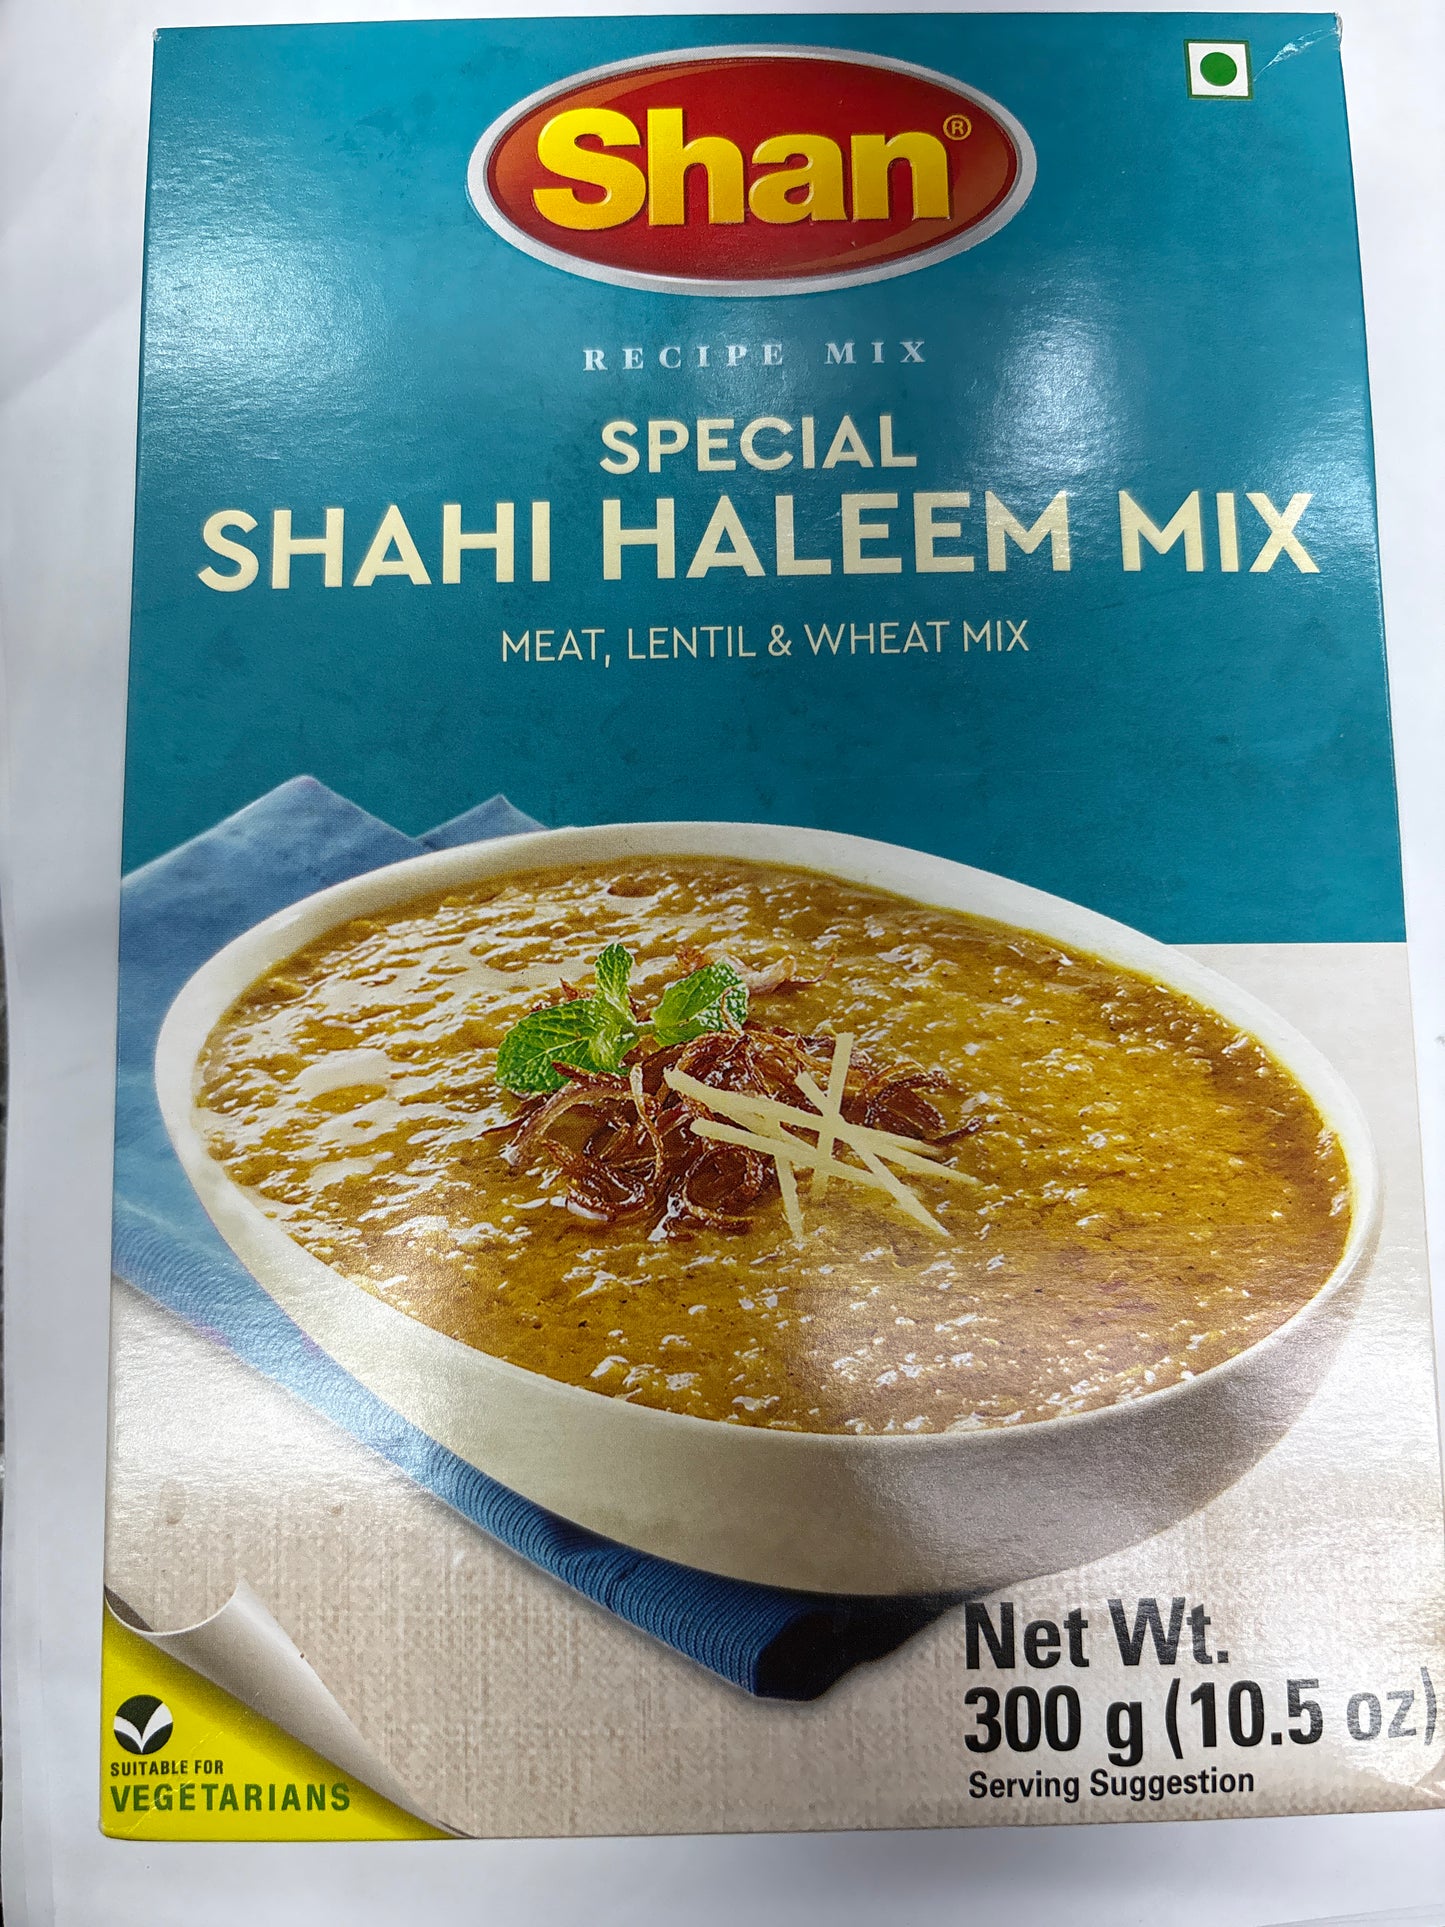 Shan®
RECIPE MIX
SPECIAL
SHAHI HALEEM MIX
MEAT, LENTIL & WHEAT MIX
Net Wt.
300 g (10.5 oz)
Serving Suggestion
SUITABLE FOR
VEGETARIANS